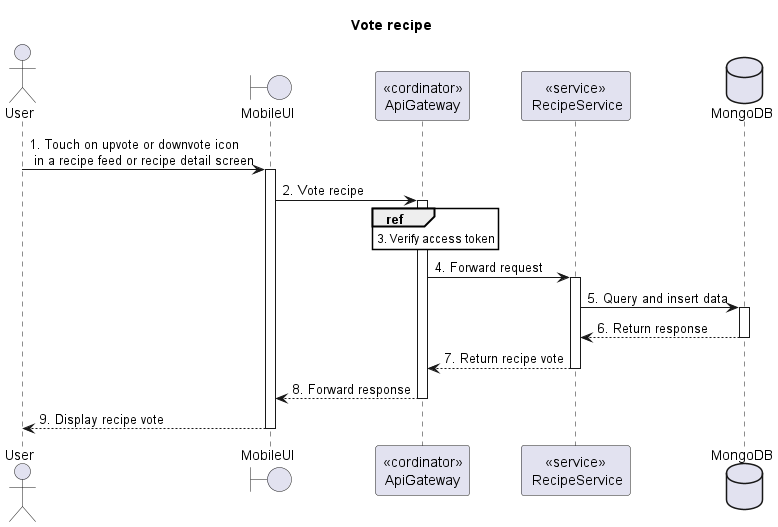 Vote recipe
User
MobileUI
«cordinator»
ApiGateway
«service»
RecipeService
MongoDB
1. Touch on upvote or downvote icon
in a recipe feed or recipe detail screen
2. Vote recipe
ref
3. Verify access token
4. Forward request
5. Query and insert data
6. Return response
7. Return recipe vote
8. Forward response
9. Display recipe vote
User
MobileUI
«cordinator»
ApiGateway
«service»
RecipeService
MongoDB